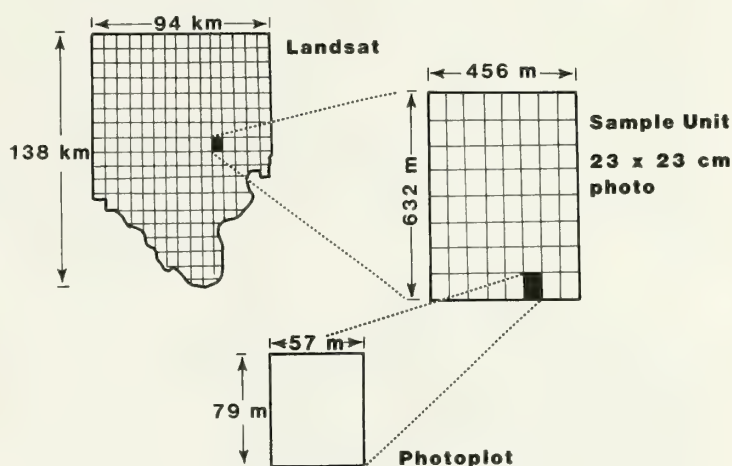 94 km
Landsat
138 km
456 m
632 m
Sample Unit
23 x 23 cm
photo
57 m
79 m
Photoplot